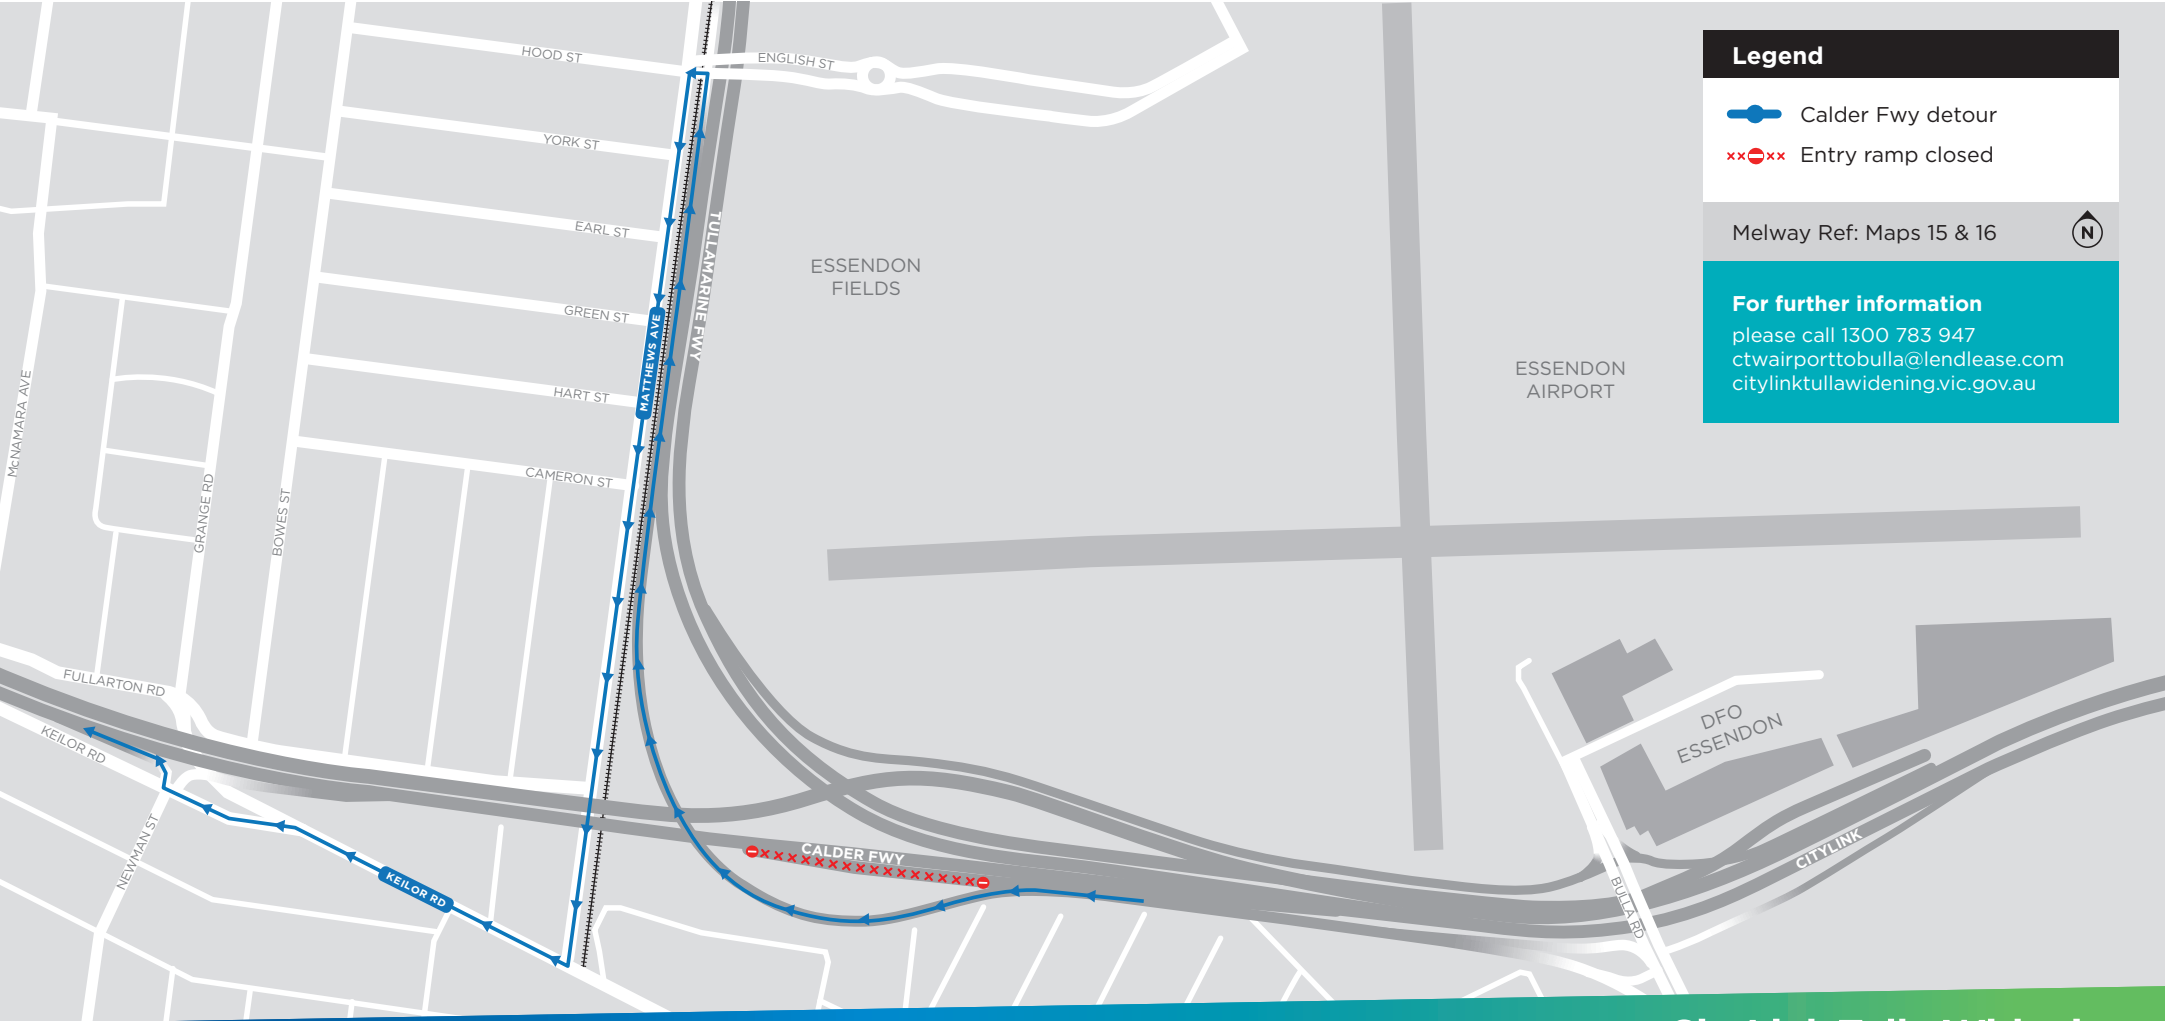 HOOD ST
ENGLISH ST
YORK ST
EARL ST
GREEN ST
HART ST
CAMERON ST
TULLAMARINE FWY
MATTHEWS AVE
ESSENDON
FIELDS
ESSENDON
AIRPORT
McNAMARA AVE
GRANGE RD
BOWES ST
FULLARTON RD
KEILOR RD
NEWMAN ST
KEILOR RD
CALDER FWY
DFO
ESSENDON
CITYLINK
BULLA RD
Legend
Calder Fwy detour
Entry ramp closed
Melway Ref: Maps 15 & 16
N
For further information
please call 1300 783 947
ctwairporttobulla@lendlease.com
citylinktullawidening.vic.gov.au